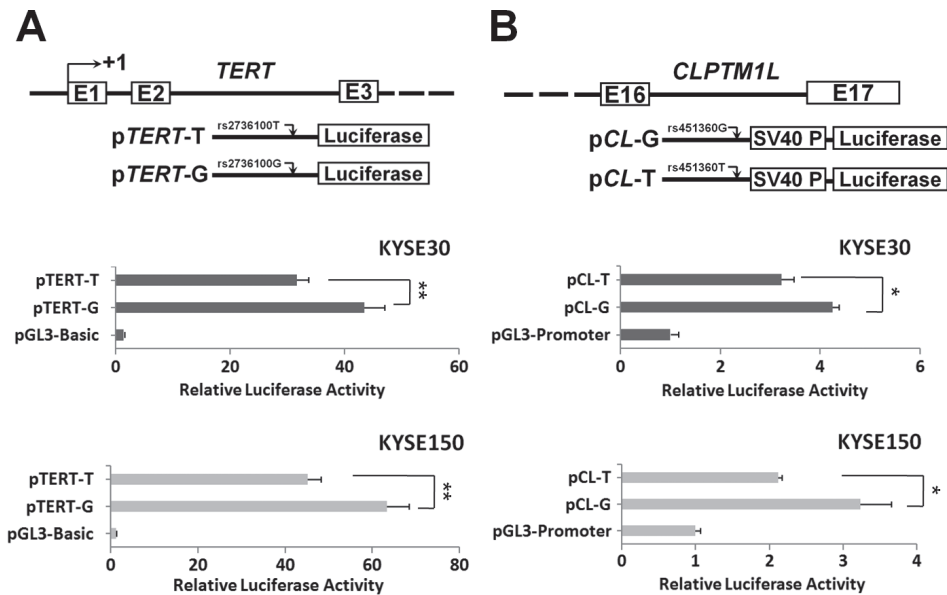 A
+1
TERT
E1 E2 E3
pTERT-T rs2736100T Luciferase
pTERT-G rs2736100G Luciferase
KYSE30
pTERT-T
**
pTERT-G
pGL3-Basic
0 20 40 60
Relative Luciferase Activity
KYSE150
pTERT-T
**
pTERT-G
pGL3-Basic
0 20 40 60 80
Relative Luciferase Activity
B
CLPTM1L
E16 E17
pCL-G rs451360G SV40 P Luciferase
pCL-T rs451360T SV40 P Luciferase
KYSE30
pCL-T
*
pCL-G
pGL3-Promoter
0 2 4 6
Relative Luciferase Activity
KYSE150
pCL-T
*
pCL-G
pGL3-Promoter
0 1 2 3 4
Relative Luciferase Activity